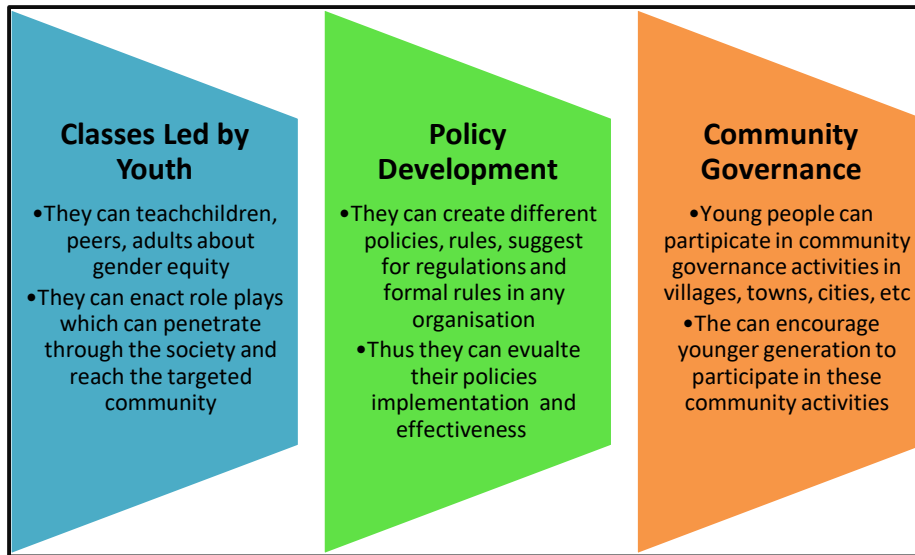 Classes Led by
Youth
•They can teachchildren,
peers, adults about
gender equity
•They can enact role plays
which can penetrate
through the society and
reach the targeted
community
Policy
Development
•They can create different
policies, rules, suggest
for regulations and
formal rules in any
organisation
•Thus they can evualte
their policies
implementation and
effectiveness
Community
Governance
•Young people can
partipicate in community
governance activities in
villages, towns, cities, etc
•The can encourage
younger generation to
participate in these
community activities